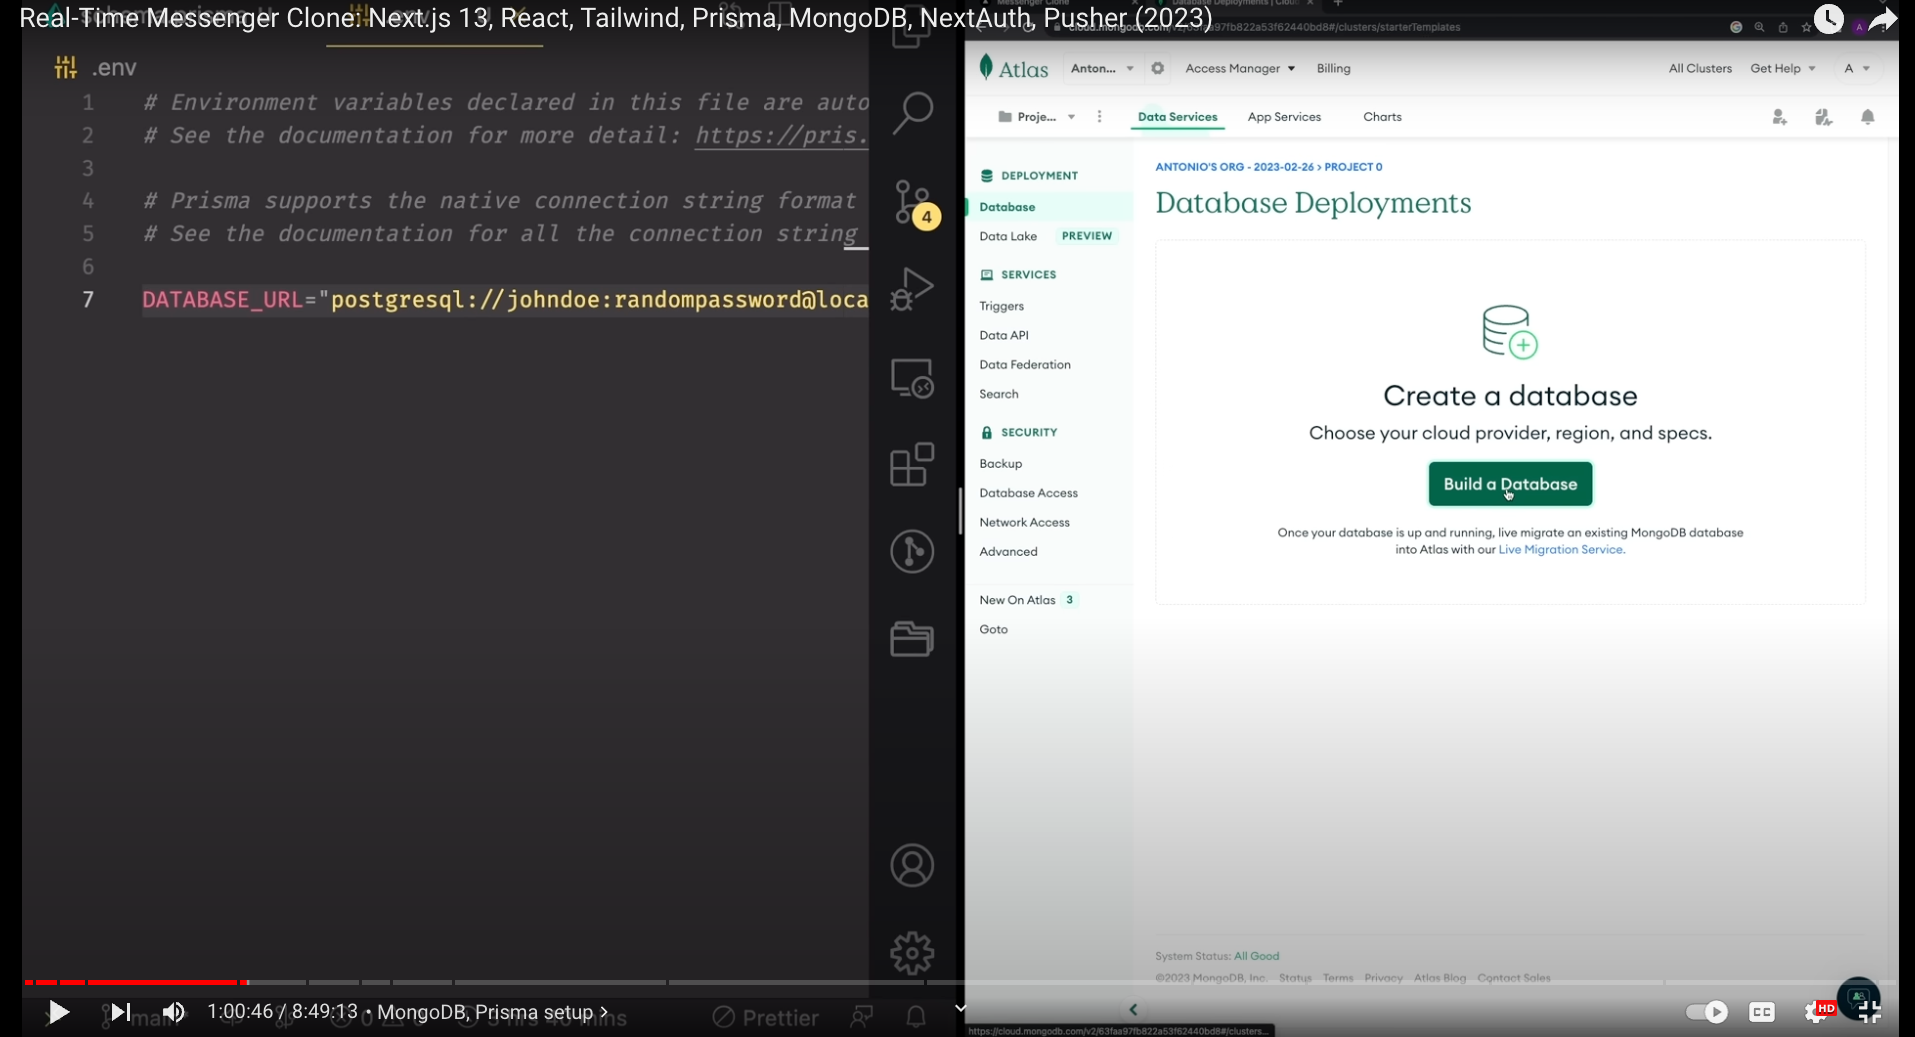 Real-Time Messenger Clone: Next.js 13, React, Tailwind, Prisma, MongoDB, NextAuth, Pusher (2023)
.env
1 # Environment variables declared in this file are auto
2 # See the documentation for more detail: https://pris.
3
4 # Prisma supports the native connection string format
5 # See the documentation for all the connection string
6
7 DATABASE_URL="postgresql://johndoe:randompassword@loca
4
Atlas
Anton...
Access Manager
Billing
All Clusters
Get Help
A
Proje...
Data Services
App Services
Charts
DEPLOYMENT
Database
Data Lake PREVIEW
SERVICES
Triggers
Data API
Data Federation
Search
SECURITY
Backup
Database Access
Network Access
Advanced
New On Atlas 3
Goto
ANTONIO'S ORG - 2023-02-26 > PROJECT 0
Database Deployments
Create a database
Choose your cloud provider, region, and specs.
Build a Database
Once your database is up and running, live migrate an existing MongoDB database
into Atlas with our Live Migration Service.
System Status: All Good
©2023 MongoDB, Inc. Status Terms Privacy Atlas Blog Contact Sales
1:00:46 / 8:49:13 • MongoDB, Prisma setup >
main
Prettier
CC
HD
https://cloud.mongodb.com/v2/63faa97fb822a53f62440bd8#/clusters...